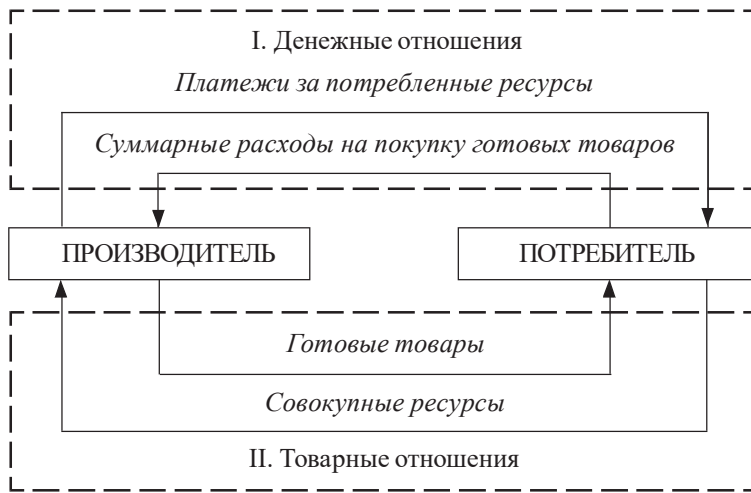 I. Денежные отношения
Платежи за потребленные ресурсы
Суммарные расходы на покупку готовых товаров
ПРОИЗВОДИТЕЛЬ
ПОТРЕБИТЕЛЬ
Готовые товары
Совокупные ресурсы
II. Товарные отношения